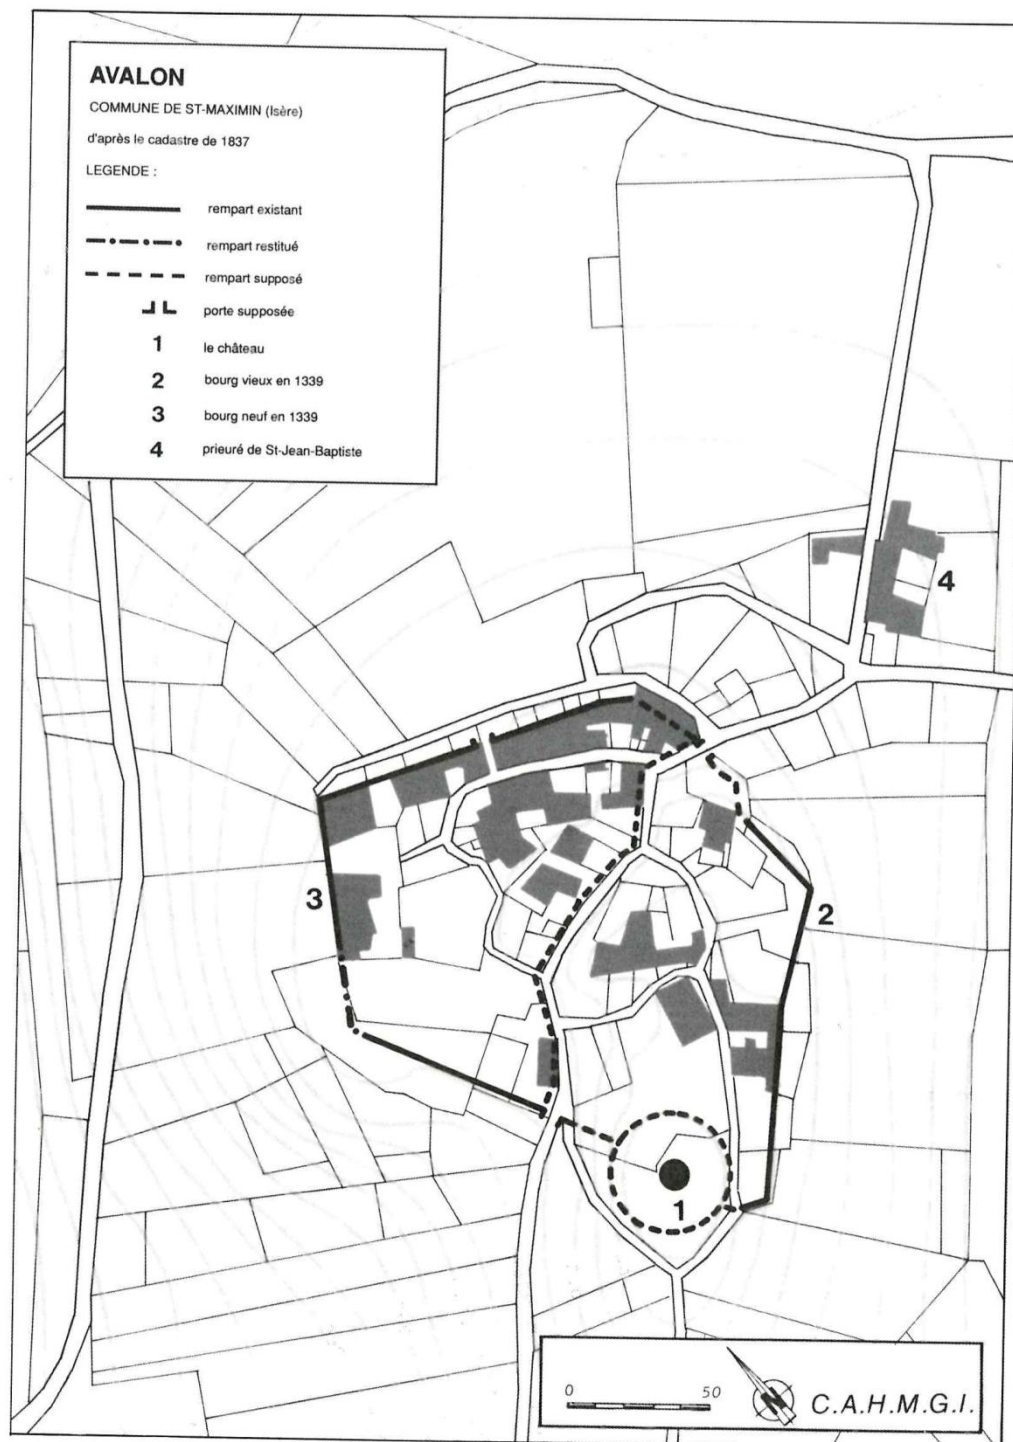 AVALON
COMMUNE DE ST-MAXIMIN (Isère)
d'après le cadastre de 1837
LEGENDE :
rempart existant
rempart restitué
rempart supposé
porte supposée
1 le château
2 bourg vieux en 1339
3 bourg neuf en 1339
4 prieuré de St-Jean-Baptiste
4
3
2
1
0 50
C.A.H.M.G.I.